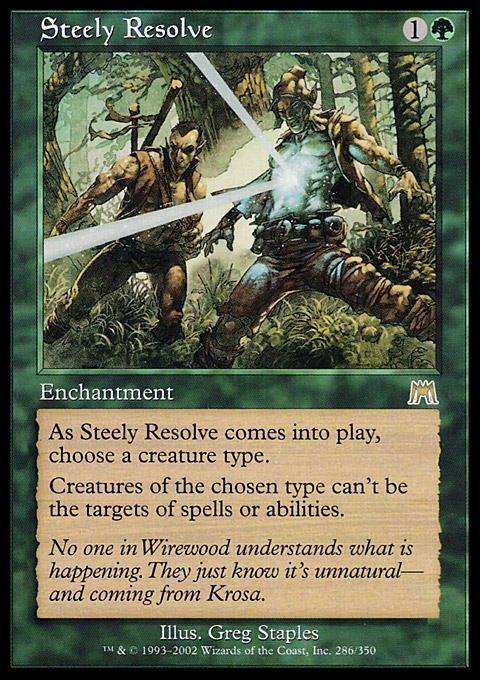 Steely Resolve 1
Enchantment
As Steely Resolve comes into play,
choose a creature type.
Creatures of the chosen type can't be
the targets of spells or abilities.
No one in Wirewood understands what is
happening. They just know it's unnatural—
and coming from Krosa.
Illus. Greg Staples
™ & © 1993–2002 Wizards of the Coast, Inc. 286/350